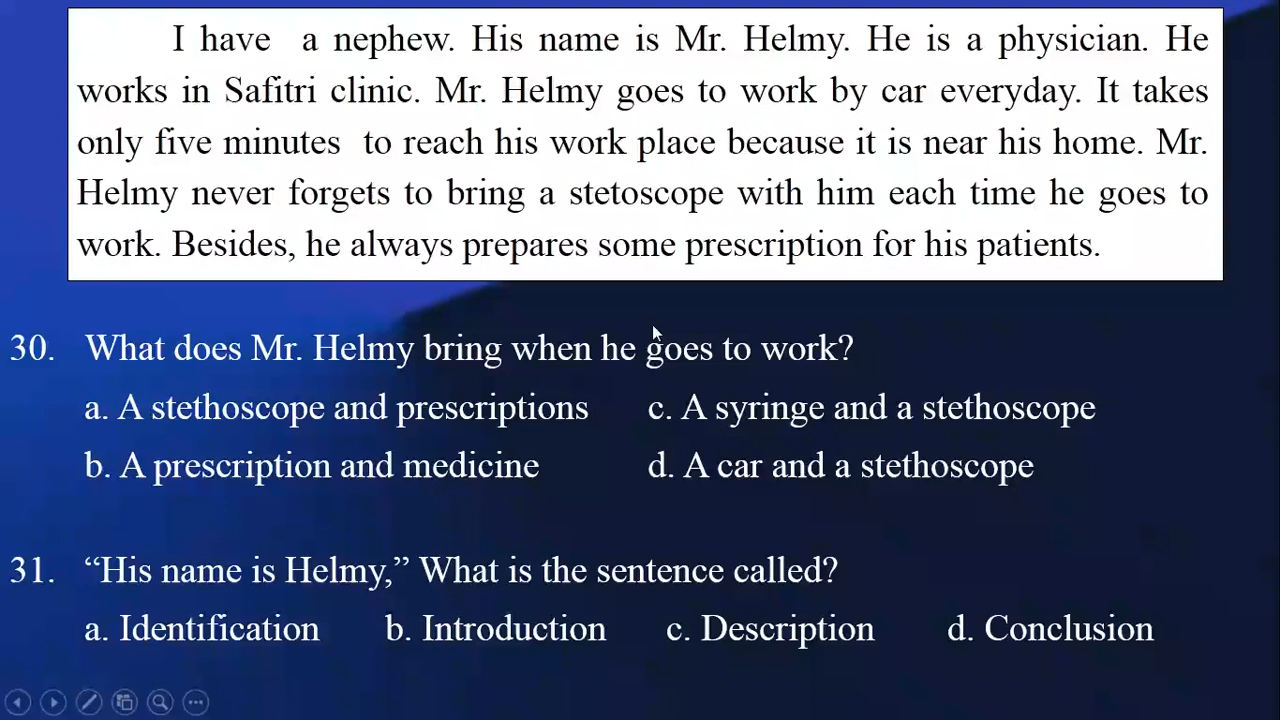 I have a nephew. His name is Mr. Helmy. He is a physician. He
works in Safitri clinic. Mr. Helmy goes to work by car everyday. It takes
only five minutes to reach his work place because it is near his home. Mr.
Helmy never forgets to bring a stetoscope with him each time he goes to
work. Besides, he always prepares some prescription for his patients.
30. What does Mr. Helmy bring when he goes to work?
a. A stethoscope and prescriptions c. A syringe and a stethoscope
b. A prescription and medicine d. A car and a stethoscope
31. “His name is Helmy,” What is the sentence called?
a. Identification b. Introduction c. Description d. Conclusion